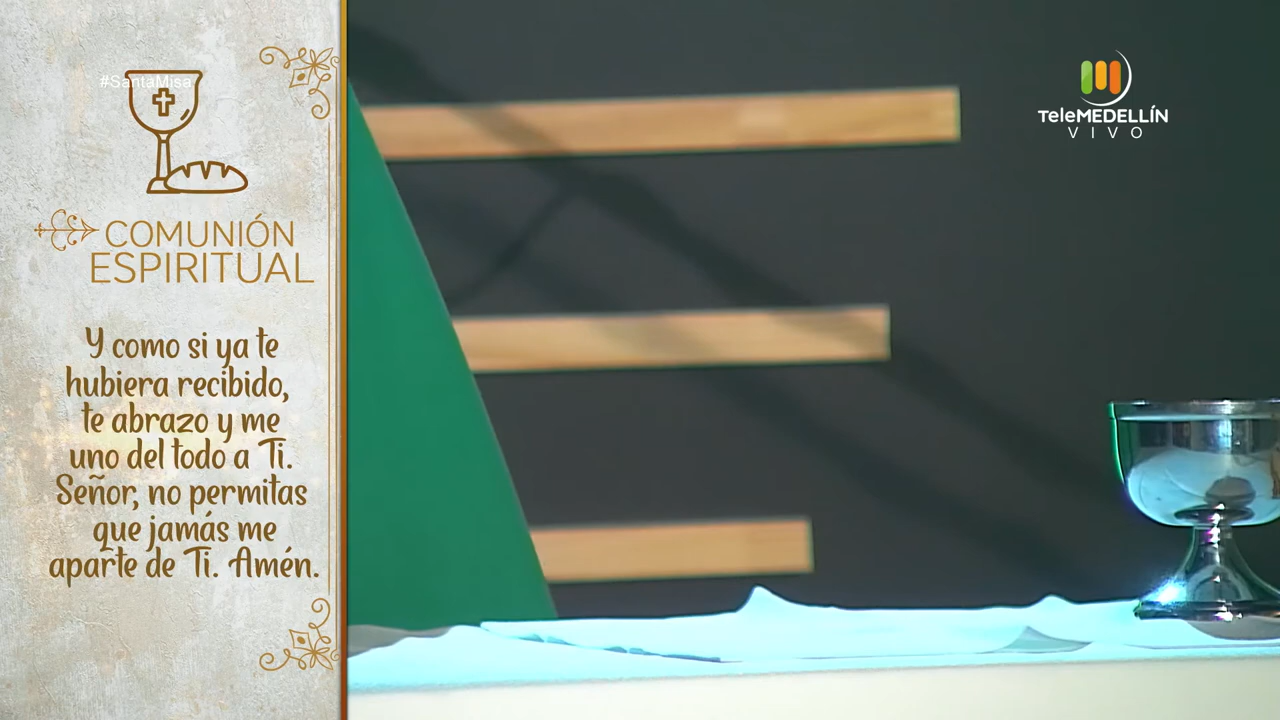 #SantaMisa
COMUNIÓN
ESPIRITUAL
Y como si ya te
hubiera recibido,
te abrazo y me
uno del todo a Ti.
Señor, no permitas
que jamás me
aparte de Ti. Amén.
TeleMEDELLÍN
VIVO